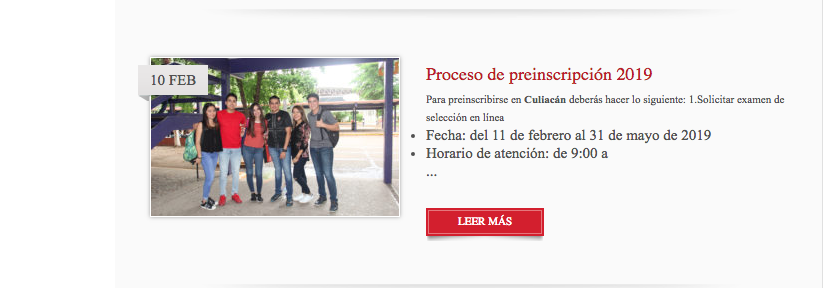 10 FEB
Proceso de preinscripción 2019
Para preinscribirse en Culiacán deberás hacer lo siguiente: 1.Solicitar examen de
selección en línea
• Fecha: del 11 de febrero al 31 de mayo de 2019
• Horario de atención: de 9:00 a
...
LEER MÁS